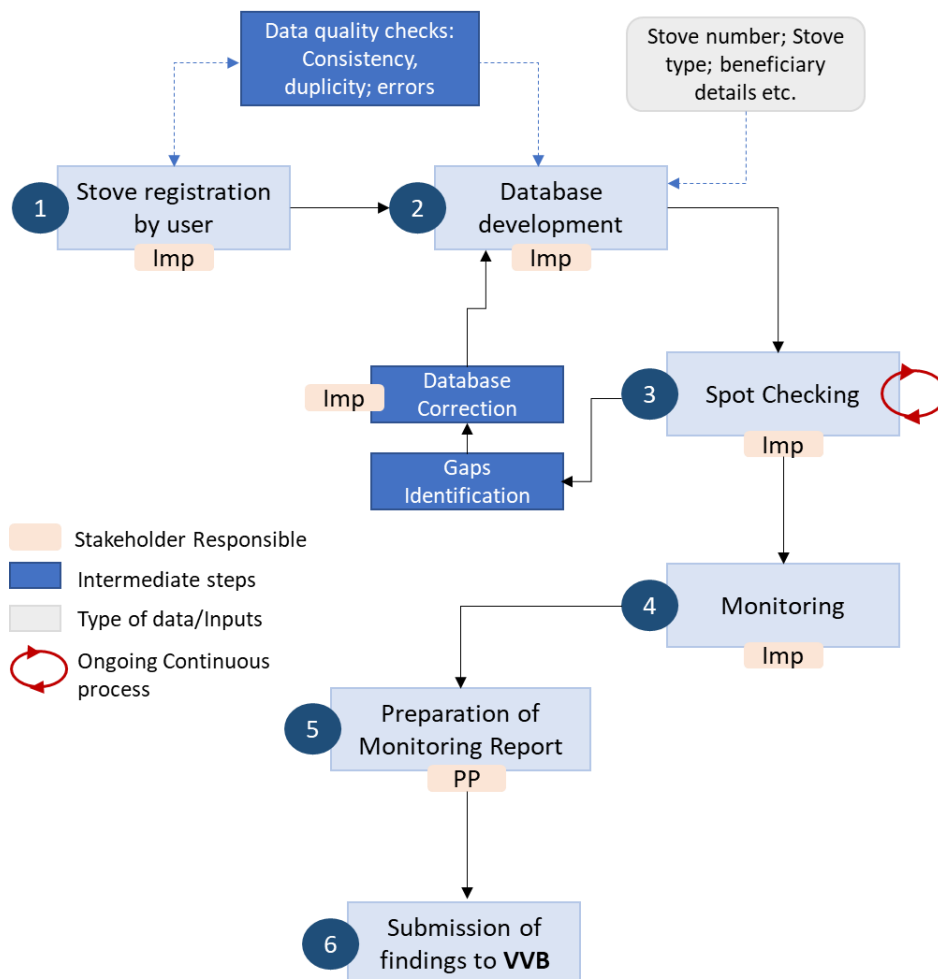 Data quality checks:
Consistency,
duplicity; errors
Stove number; Stove
type; beneficiary
details etc.
1
Stove registration
by user
Imp
2
Database
development
Imp
Imp
Database
Correction
3
Spot Checking
Imp
Gaps
Identification
Stakeholder Responsible
Intermediate steps
Type of data/Inputs
Ongoing Continuous
process
4
Monitoring
Imp
5
Preparation of
Monitoring Report
PP
6
Submission of
findings to VVB